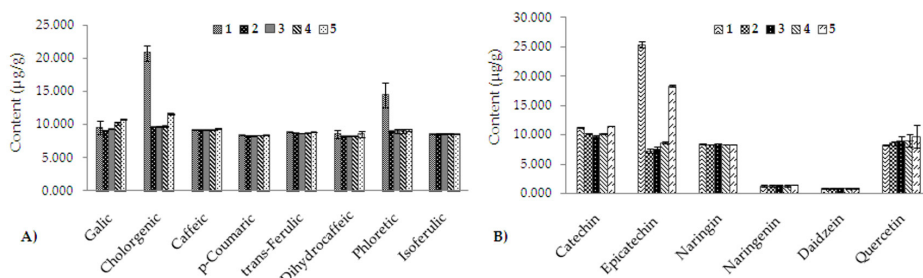 25.000
20.000
15.000
10.000
5.000
0.000
Content (µg/g)
1 2 3 4 5
Galic
Cholorgenic
Caffeic
p-Coumaric
trans-Ferulic
Dihydrocaffeic
Phloretic
Isoferulic
A)
30.000
25.000
20.000
15.000
10.000
5.000
0.000
Content (µg/g)
1 2 3 4 5
Catechin
Epicatechin
Naringin
Naringenin
Daidzein
Quercetin
B)